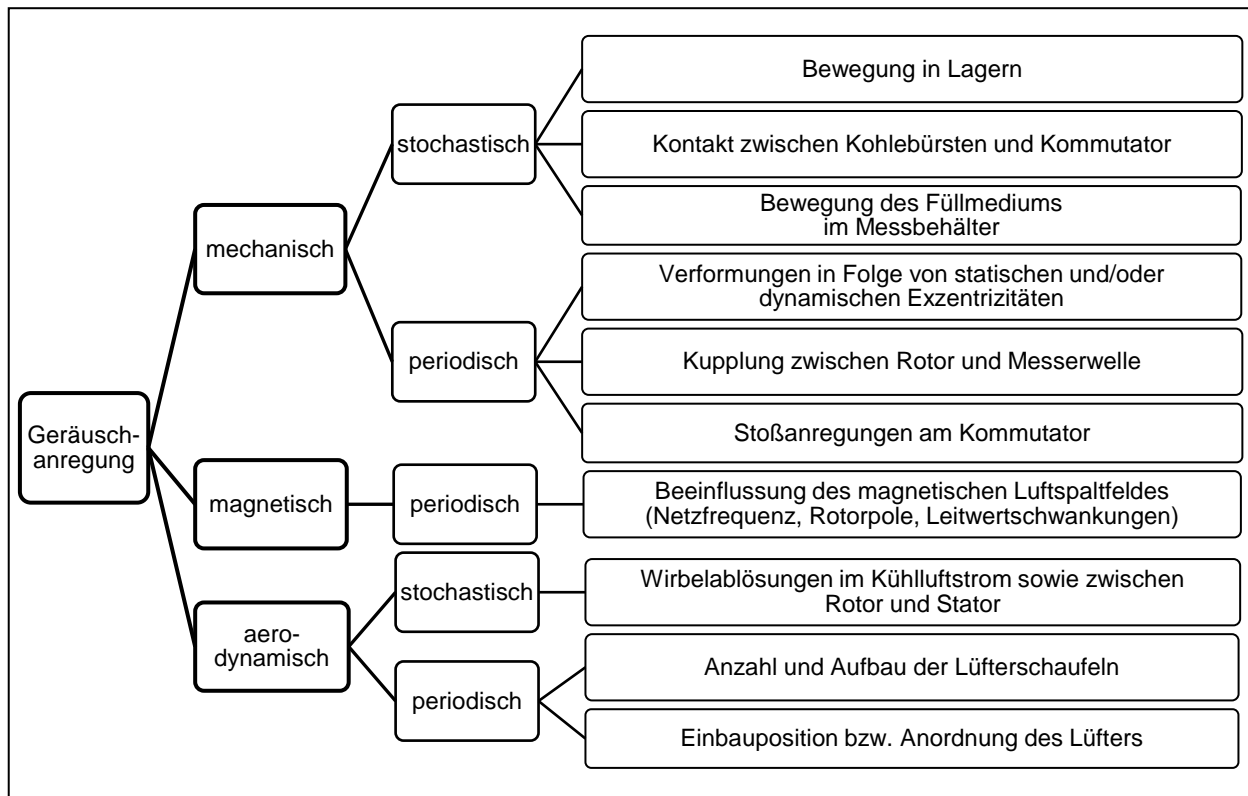 Geräusch-
anregung
mechanisch
stochastisch
Bewegung in Lagern
Kontakt zwischen Kohlebürsten und Kommutator
Bewegung des Füllmediums
im Messbehälter
periodisch
Verformungen in Folge von statischen und/oder
dynamischen Exzentrizitäten
Kupplung zwischen Rotor und Messerwelle
Stoßanregungen am Kommutator
magnetisch
periodisch
Beeinflussung des magnetischen Luftspaltfeldes
(Netzfrequenz, Rotorpole, Leitwertschwankungen)
aero-
dynamisch
stochastisch
Wirbelablösungen im Kühlluftstrom sowie zwischen
Rotor und Stator
periodisch
Anzahl und Aufbau der Lüfterschaufeln
Einbauposition bzw. Anordnung des Lüfters